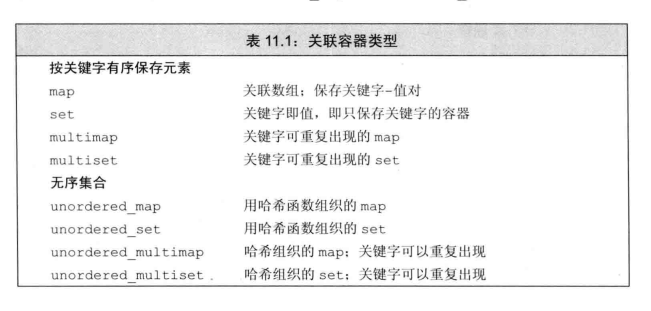 表 11.1：关联容器类型
按关键字有序保存元素
map 关联数组；保存关键字-值对
set 关键字即值，即只保存关键字的容器
multimap 关键字可重复出现的 map
multiset 关键字可重复出现的 set
无序集合
unordered_map 用哈希函数组织的 map
unordered_set 用哈希函数组织的 set
unordered_multimap 哈希组织的 map；关键字可以重复出现
unordered_multiset 哈希组织的 set；关键字可以重复出现